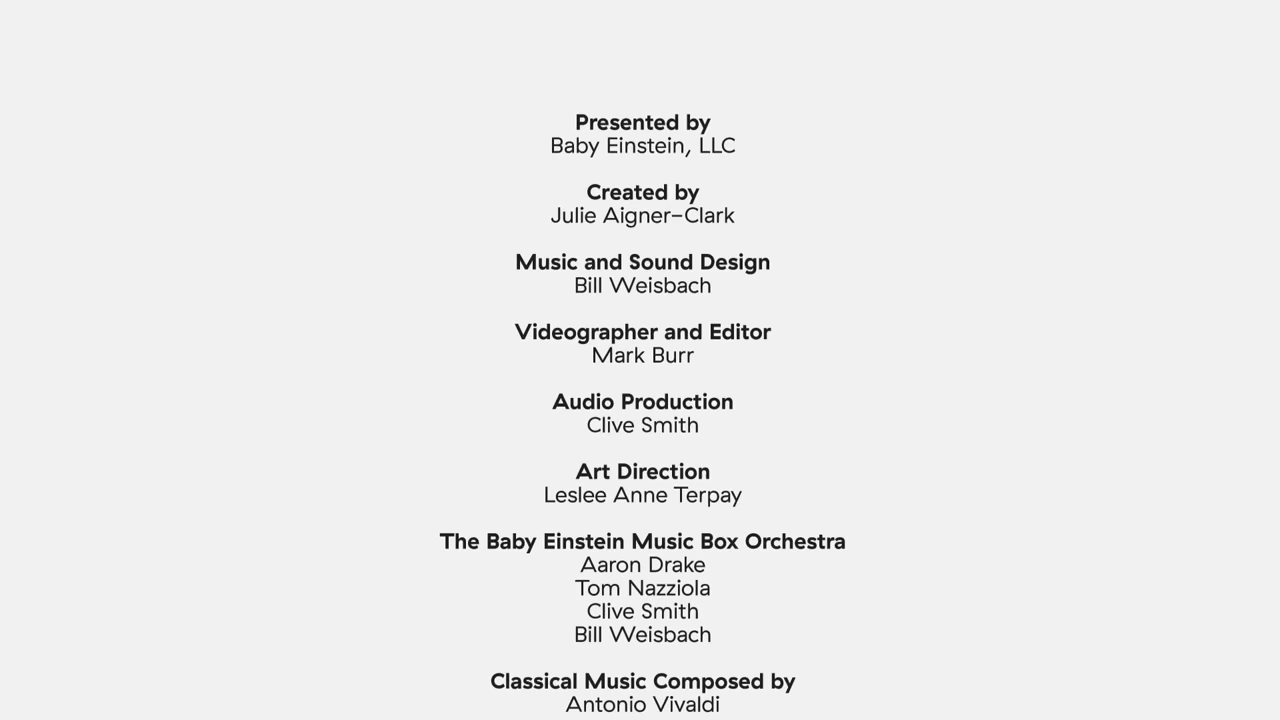 Presented by
Baby Einstein, LLC
Created by
Julie Aigner-Clark
Music and Sound Design
Bill Weisbach
Videographer and Editor
Mark Burr
Audio Production
Clive Smith
Art Direction
Leslee Anne Terpay
The Baby Einstein Music Box Orchestra
Aaron Drake
Tom Nazziola
Clive Smith
Bill Weisbach
Classical Music Composed by
Antonio Vivaldi